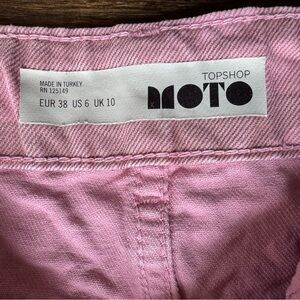 MADE IN TURKEY
RN 125149
EUR 38 US 6 UK 10
TOPSHOP
MOTO